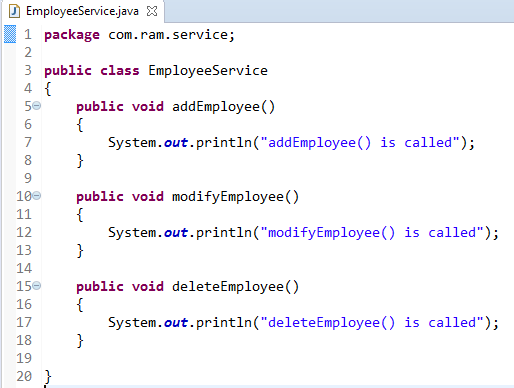 EmployeeService.java
1 package com.ram.service;
2
3 public class EmployeeService
4 {
5 public void addEmployee()
6 {
7 System.out.println("addEmployee() is called");
8 }
9
10 public void modifyEmployee()
11 {
12 System.out.println("modifyEmployee() is called");
13 }
14
15 public void deleteEmployee()
16 {
17 System.out.println("deleteEmployee() is called");
18 }
19
20 }